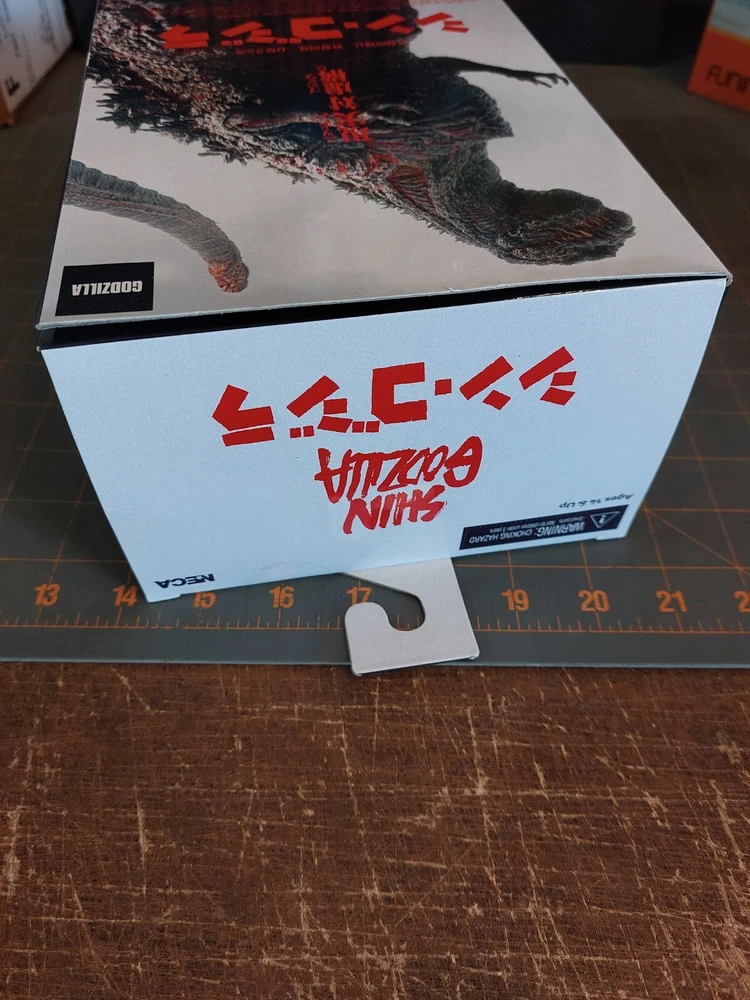 シン・ゴジラ
GODZILLA
シン・ゴジラ
SHIN
GODZILLA
Ages 14 & Up
WARNING: CHOKING HAZARD
NECA
13 14 15 16 17 19 20 21
FUN
F